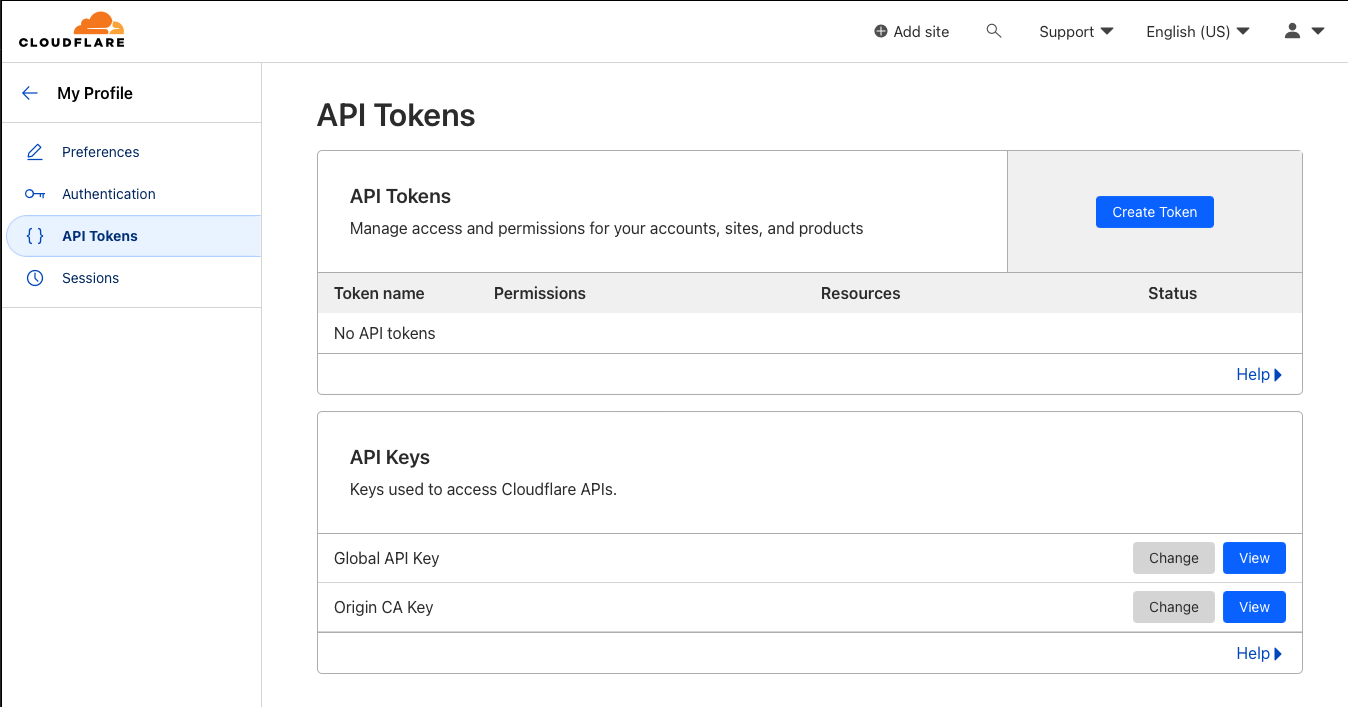 CLOUDFLARE
Add site
Support
English (US)
My Profile
Preferences
Authentication
API Tokens
Sessions
API Tokens
API Tokens
Manage access and permissions for your accounts, sites, and products
Create Token
Token name Permissions Resources Status
No API tokens
Help
API Keys
Keys used to access Cloudflare APIs.
Global API Key Change View
Origin CA Key Change View
Help